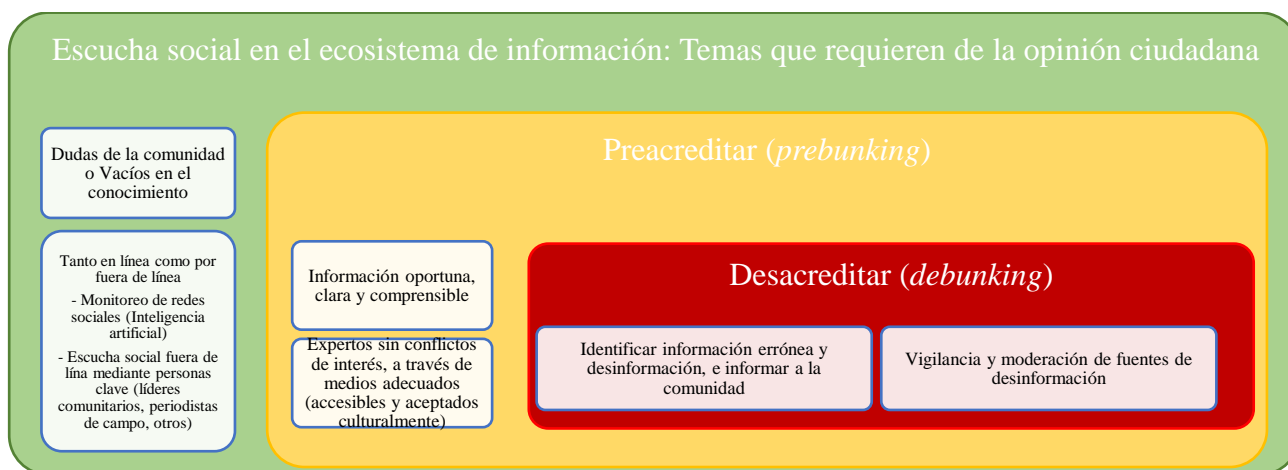 Escucha social en el ecosistema de información: Temas que requieren de la opinión ciudadana
Dudas de la comunidad
o Vacíos en el
conocimiento
Tanto en línea como por
fuera de línea
- Monitoreo de redes
sociales (Inteligencia
artificial)
- Escucha social fuera de
lína mediante personas
clave (líderes
comunitarios, periodistas
de campo, otros)
Preacreditar (prebunking)
Información oportuna,
clara y comprensible
Expertos sin conflictos
de interés, a través de
medios adecuados
(accesibles y aceptados
culturalmente)
Desacreditar (debunking)
Identificar información errónea y
desinformación, e informar a la
comunidad
Vigilancia y moderación de fuentes de
desinformación